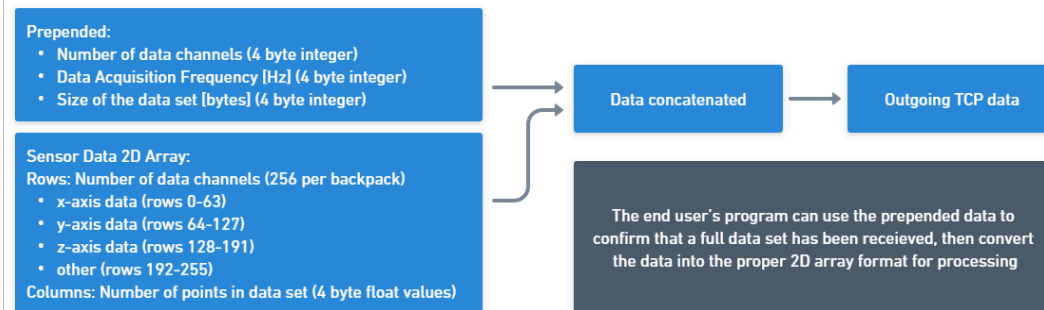 Prepended:
• Number of data channels (4 byte integer)
• Data Acquisition Frequency [Hz] (4 byte integer)
• Size of the data set [bytes] (4 byte integer)
Sensor Data 2D Array:
Rows: Number of data channels (256 per backpack)
• x-axis data (rows 0-63)
• y-axis data (rows 64-127)
• z-axis data (rows 128-191)
• other (rows 192-255)
Columns: Number of points in data set (4 byte float values)
Data concatenated
Outgoing TCP data
The end user's program can use the prepended data to
confirm that a full data set has been receieved, then convert
the data into the proper 2D array format for processing